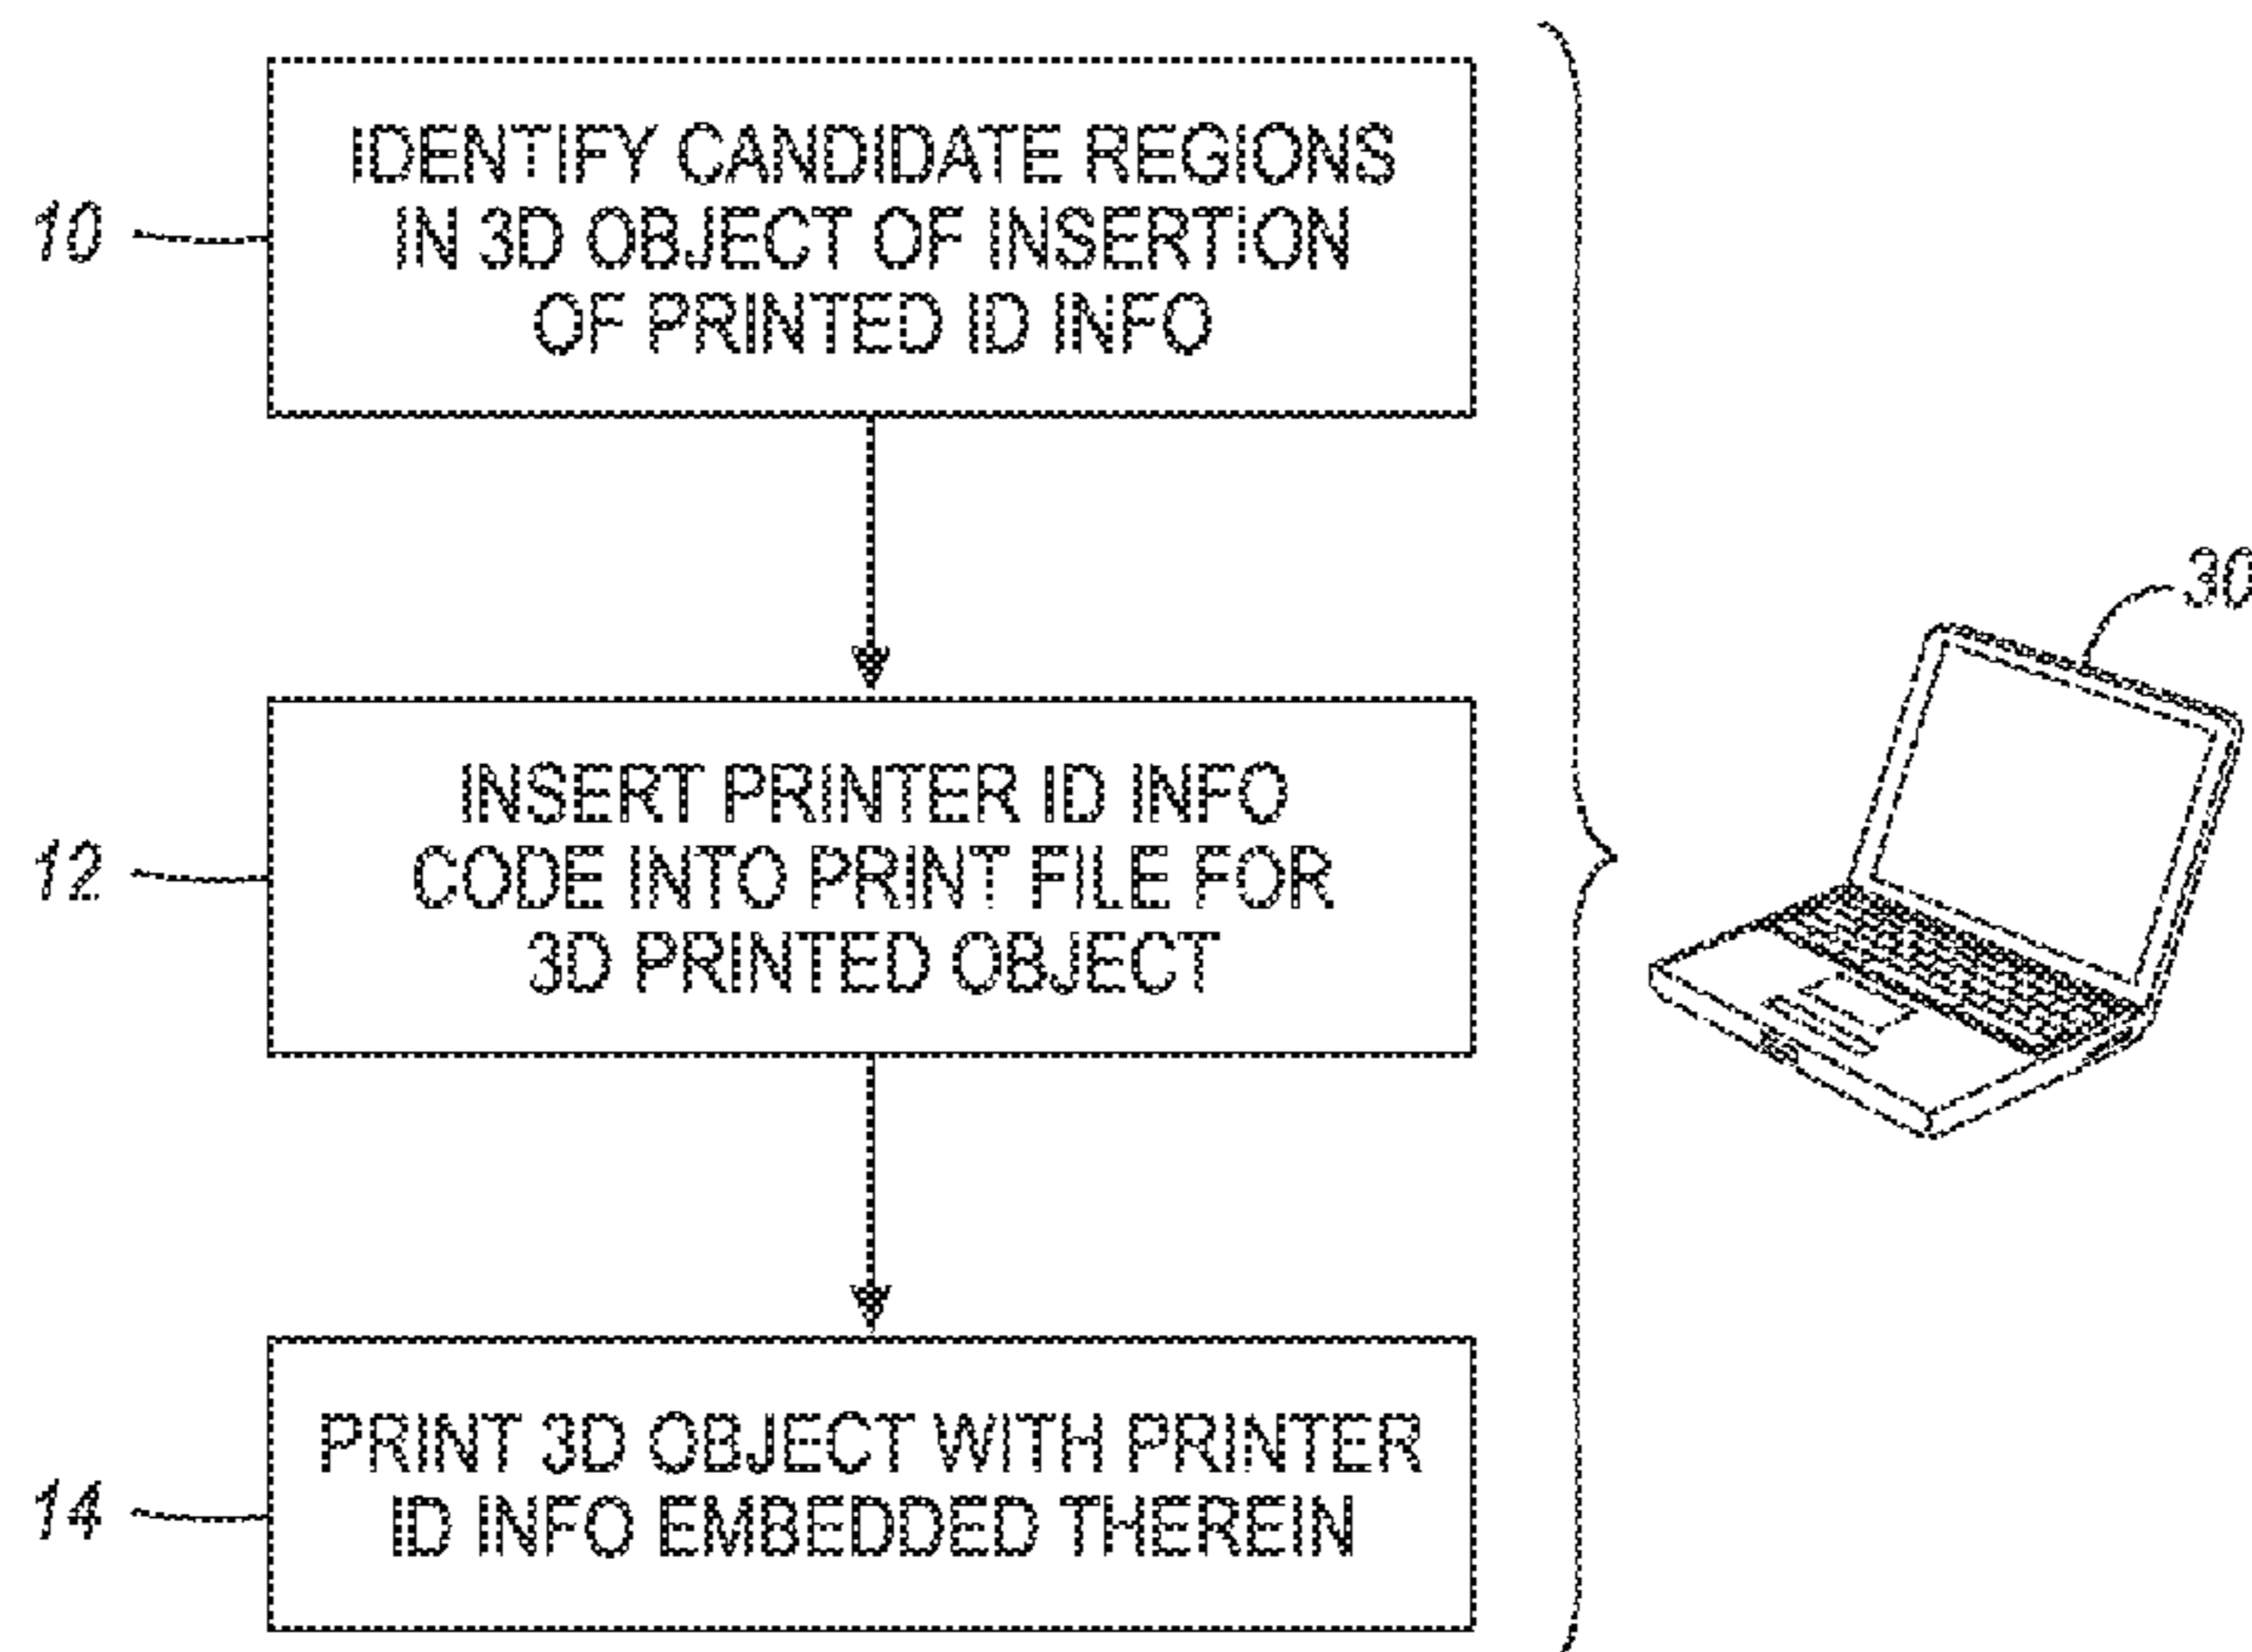 10
IDENTIFY CANDIDATE REGIONS
IN 3D OBJECT OF INSERTION
OF PRINTED ID INFO
30
12
INSERT PRINTER ID INFO
CODE INTO PRINT FILE FOR
3D PRINTED OBJECT
14
PRINT 3D OBJECT WITH PRINTER
ID INFO EMBEDDED THEREIN